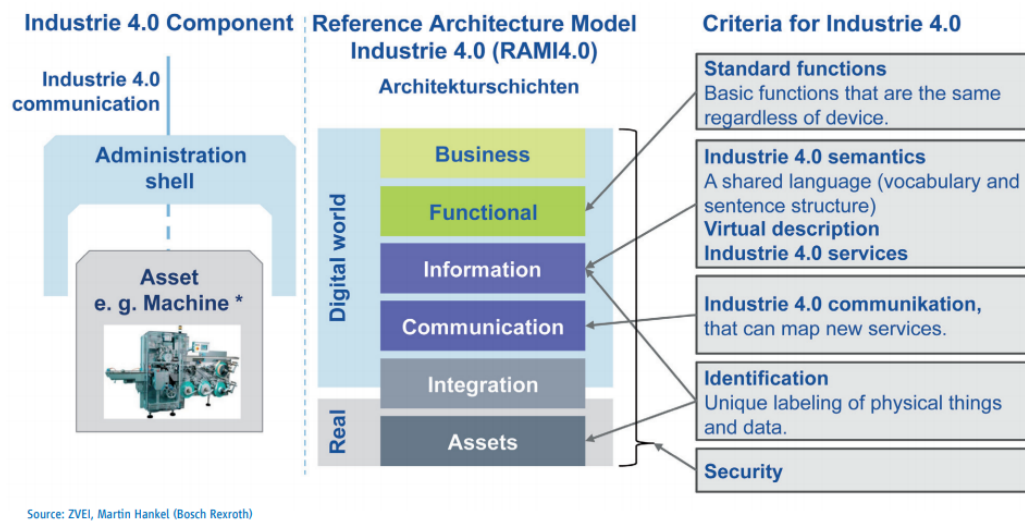 Industrie 4.0 Component
Industrie 4.0
communication
Administration
shell
Asset
e. g. Machine *
Reference Architecture Model
Industrie 4.0 (RAMI4.0)
Architekturschichten
Digital world
Real
Business
Functional
Information
Communication
Integration
Assets
Criteria for Industrie 4.0
Standard functions
Basic functions that are the same
regardless of device.
Industrie 4.0 semantics
A shared language (vocabulary and
sentence structure)
Virtual description
Industrie 4.0 services
Industrie 4.0 communikation,
that can map new services.
Identification
Unique labeling of physical things
and data.
Security
Source: ZVEI, Martin Hankel (Bosch Rexroth)